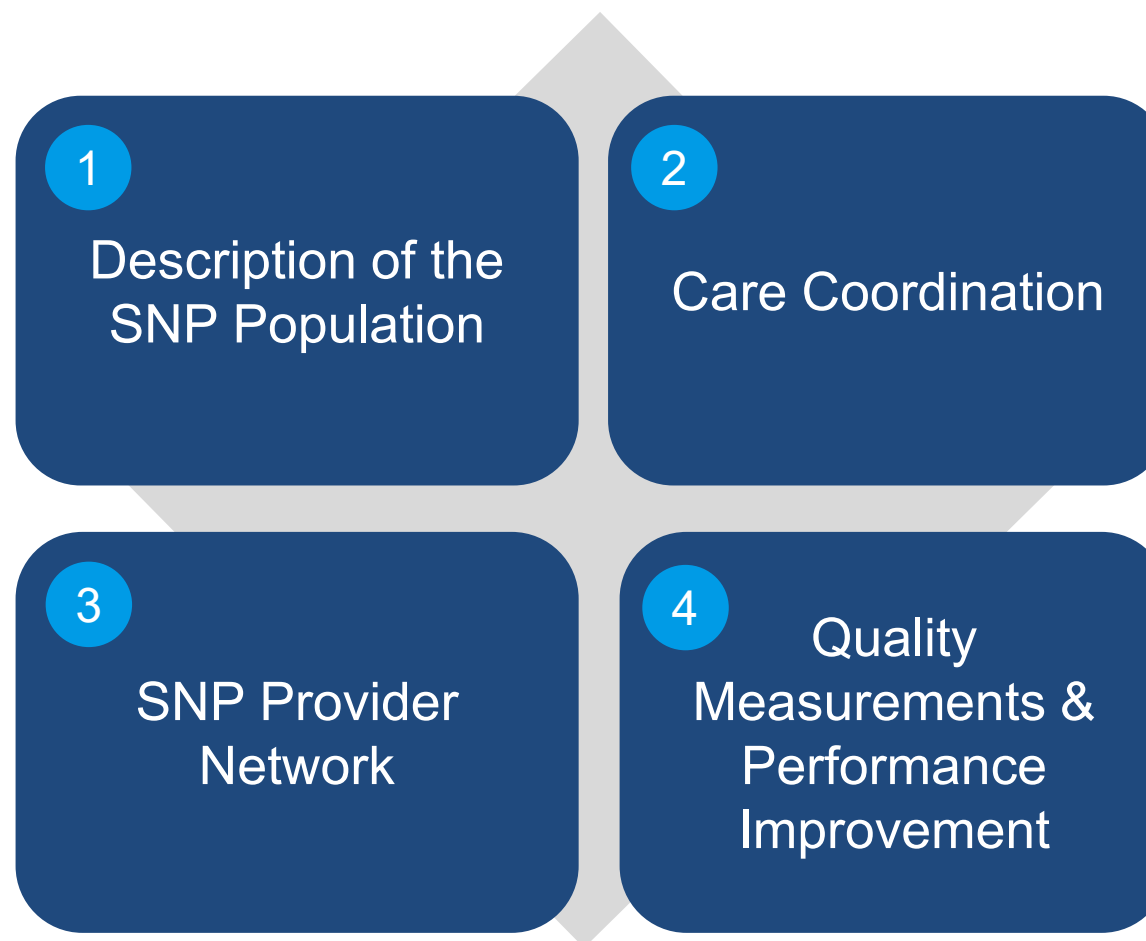 1
Description of the
SNP Population
2
Care Coordination
3
SNP Provider
Network
4
Quality
Measurements &
Performance
Improvement